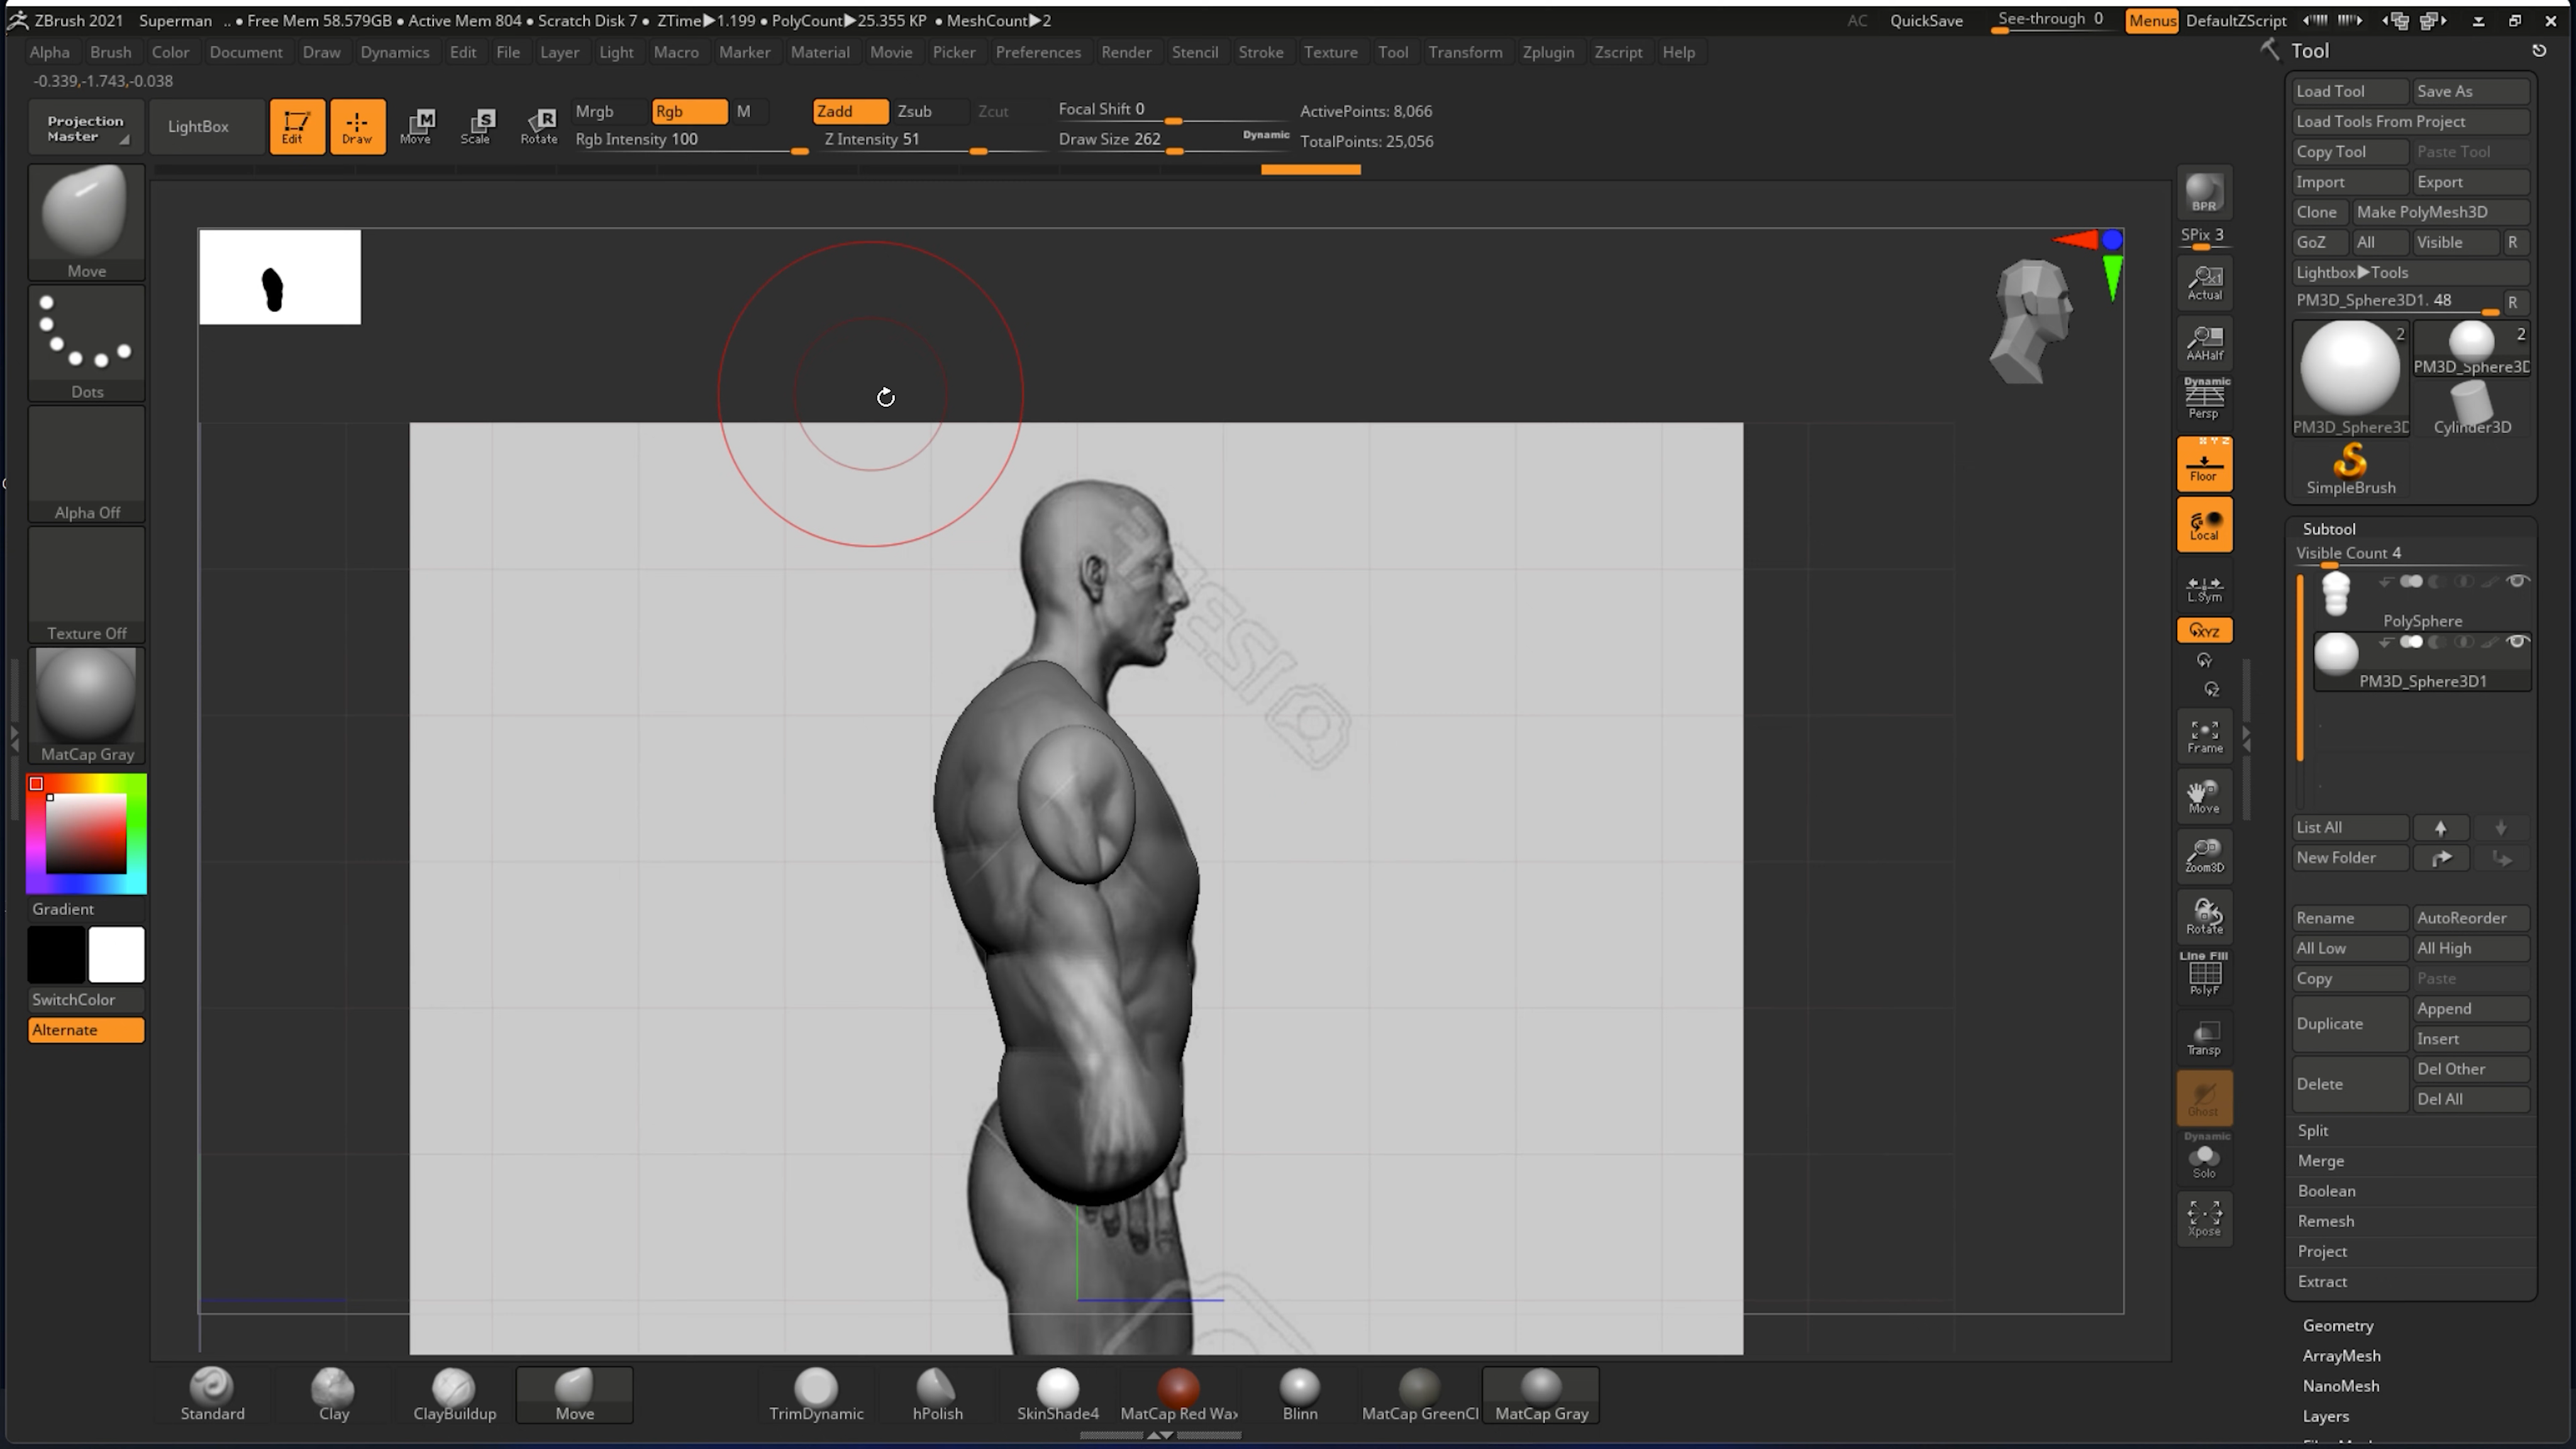 ZBrush 2021 Superman .. • Free Mem 58.579GB • Active Mem 804 • Scratch Disk 7 • ZTime▶1.199 • PolyCount▶25.355 KP • MeshCount▶2 AC QuickSave See-through 0 Menus DefaultZScript
Alpha Brush Color Document Draw Dynamics Edit File Layer Light Macro Marker Material Movie Picker Preferences Render Stencil Stroke Texture Tool Transform Zplugin Zscript Help
-0.339,-1.743,-0.038
Projection Master
LightBox
Edit
Draw
M
Move
S
Scale
R
Rotate
Mrgb Rgb M
Rgb Intensity 100
Zadd Zsub Zcut
Z Intensity 51
Focal Shift 0
Draw Size 262 Dynamic
ActivePoints: 8,066
TotalPoints: 25,056
Move
Dots
Alpha Off
Texture Off
MatCap Gray
Gradient
SwitchColor
Alternate
BPR
SPix 3
x1
Actual
AAHalf
Dynamic
Persp
X Y Z
Floor
Local
L.Sym
XYZ
Y
Z
Frame
Move
Zoom3D
Rotate
Line Fill
PolyF
Transp
Ghost
Dynamic
Solo
Xpose
Tool
Load Tool Save As
Load Tools From Project
Copy Tool Paste Tool
Import Export
Clone Make PolyMesh3D
GoZ All Visible R
Lightbox▶Tools
PM3D_Sphere3D1. 48 R
2 2
PM3D_Sphere3D
PM3D_Sphere3D Cylinder3D
SimpleBrush
Subtool
Visible Count 4
PolySphere
PM3D_Sphere3D1
List All
New Folder
Rename AutoReorder
All Low All High
Copy Paste
Duplicate Append
Insert
Delete Del Other
Del All
Split
Merge
Boolean
Remesh
Project
Extract
Geometry
ArrayMesh
NanoMesh
Layers
Standard Clay ClayBuildup Move TrimDynamic hPolish SkinShade4 MatCap Red Wax Blinn MatCap GreenCl MatCap Gray